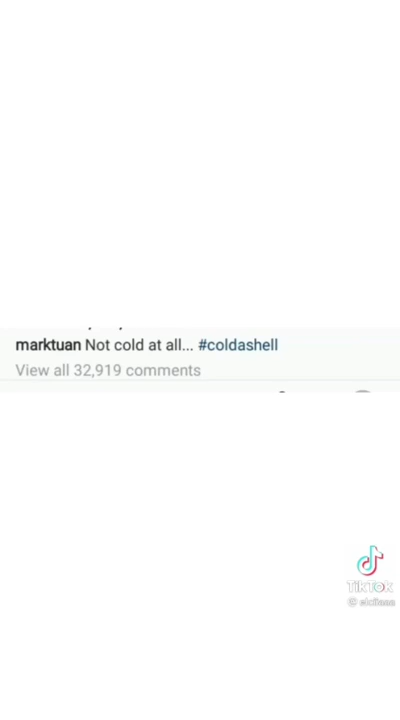 marktuan Not cold at all... #coldashell
View all 32,919 comments
TikTok